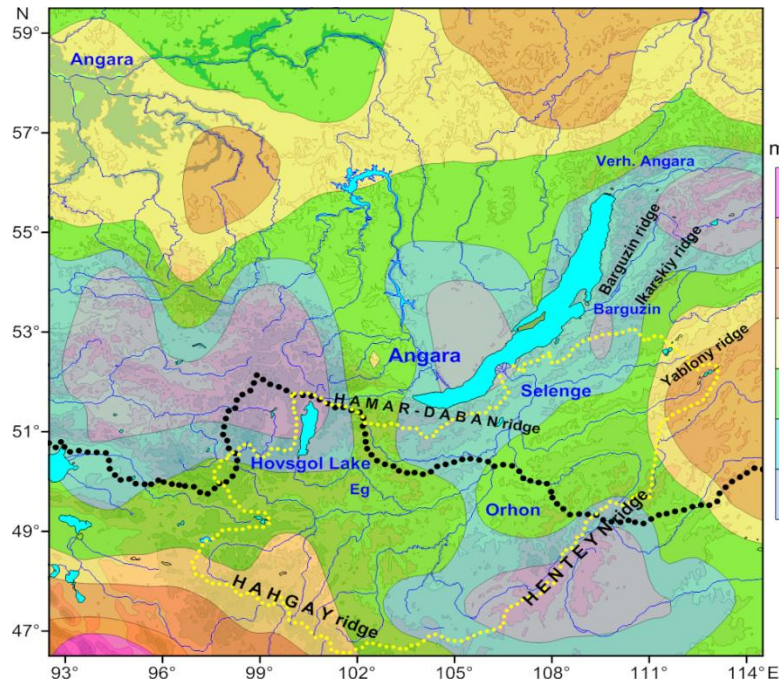 N
59°
Angara
57°
m
Verh. Angara
55°
Barguzin ridge
Ikarskiy ridge
Barguzin
53°
Angara
Yablony ridge
Selenge
HAMAR-DABAN ridge
51°
Hovsgol Lake
Eg
Orhon
49°
HENTEYN ridge
HAHGAY ridge
47°
93° 96° 99° 102° 105° 108° 111° 114°E